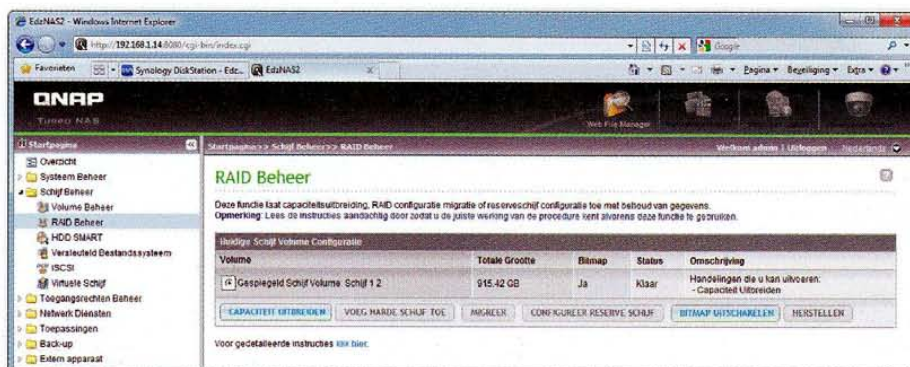 EdzNAS2 - Windows Internet Explorer
http://192.168.1.14:8080/cgi-bin/index.cgi
Google
Favorieten
Synology DiskStation - Edz...
EdzNAS2
Pagina
Beveiliging
Extra
QNAP
Turbo NAS
Web File Manager
Startpagina
Startpagina >> Schijf Beheer >> RAID Beheer
Welkom admin | Uitloggen
Nederlands
Overzicht
Systeem Beheer
Schijf Beheer
Volume Beheer
RAID Beheer
HDD SMART
Versleuteld Bestandssysteem
iSCSI
Virtuele Schijf
Toegangsrechten Beheer
Netwerk Diensten
Toepassingen
Back-up
Extern apparaat
RAID Beheer
Deze functie laat capaciteitsuitbreiding, RAID configuratie migratie of reserveschijf configuratie toe met behoud van gegevens.
Opmerking: Lees de instructies aandachtig door zodat u de juiste werking van de procedure kent alvorens deze functie te gebruiken.
Huidige Schijf Volume Configuratie
Volume Totale Grootte Bitmap Status Omschrijving
Gespiegeld Schijf Volume: Schijf 1 2 915.42 GB Ja Klaar Handelingen die u kan uitvoeren:
- Capaciteit Uitbreiden
CAPACITEIT UITBREIDEN VOEG HARDE SCHIJF TOE MIGREER CONFIGUREER RESERVE SCHIJF BITMAP UITSCHAKELEN HERSTELLEN
Voor gedetailleerde instructies klik hier.